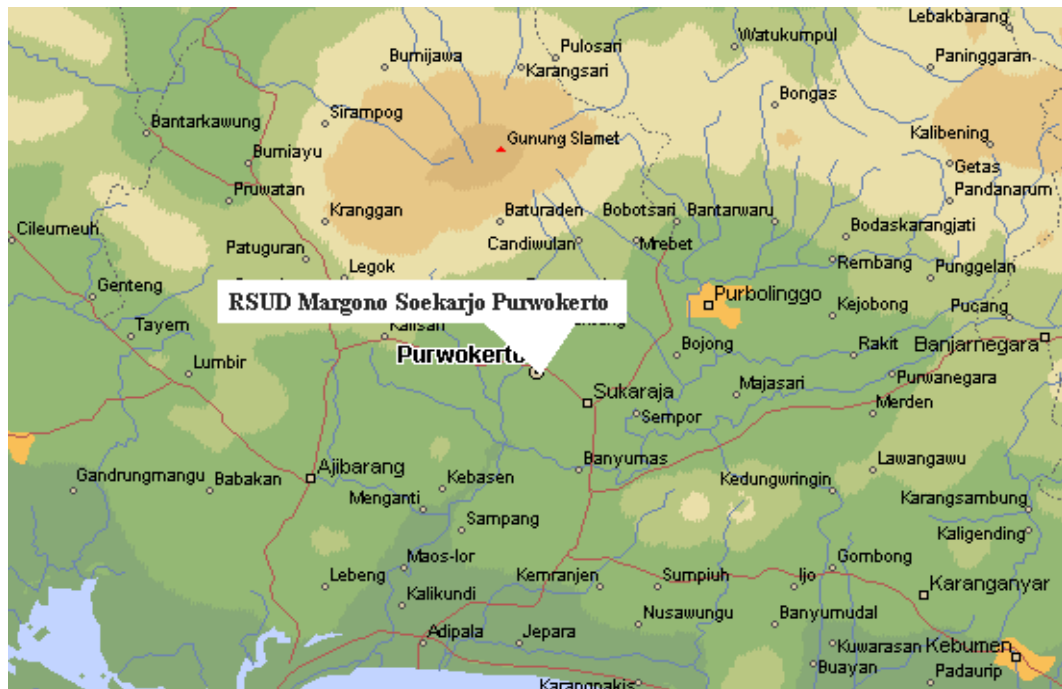 Lebakbarang
Watukumpul
Bumijawa
Pulosari
Paninggaran
Karangsari
Bongas
Sirampog
Bantarkawung
Gunung Slamet
Kalibening
Bumiayu
Getas
Pruwatan
Pandanarum
Kranggan
Baturaden
Bobotsari
Bantarwaru
Cileumeuh
Candiwulan
Mrebet
Bodaskarangjati
Patuguran
Rembang
Punggelan
Legok
Genteng
Purbolinggo
RSUD Margono Soekarjo Purwokerto
Kejobong
Pucang
Tayem
Kalisari
Purwokerto
Bojong
Rakit
Banjarnegara
Lumbir
Sukaraja
Majasari
Purwanegara
Sempor
Merden
Banyumas
Gandrungmangu
Babakan
Ajibarang
Kebasen
Kedungwringin
Lawangawu
Menganti
Karangsambung
Sampang
Kaligending
Maos-lor
Gombong
Lebeng
Kemranjen
Sumpiuh
Ijo
Karanganyar
Kalikundi
Nusawungu
Banyumudal
Adipala
Jepara
Kuwarasan
Kebumen
Buayan
Padaurip
Karangpakis